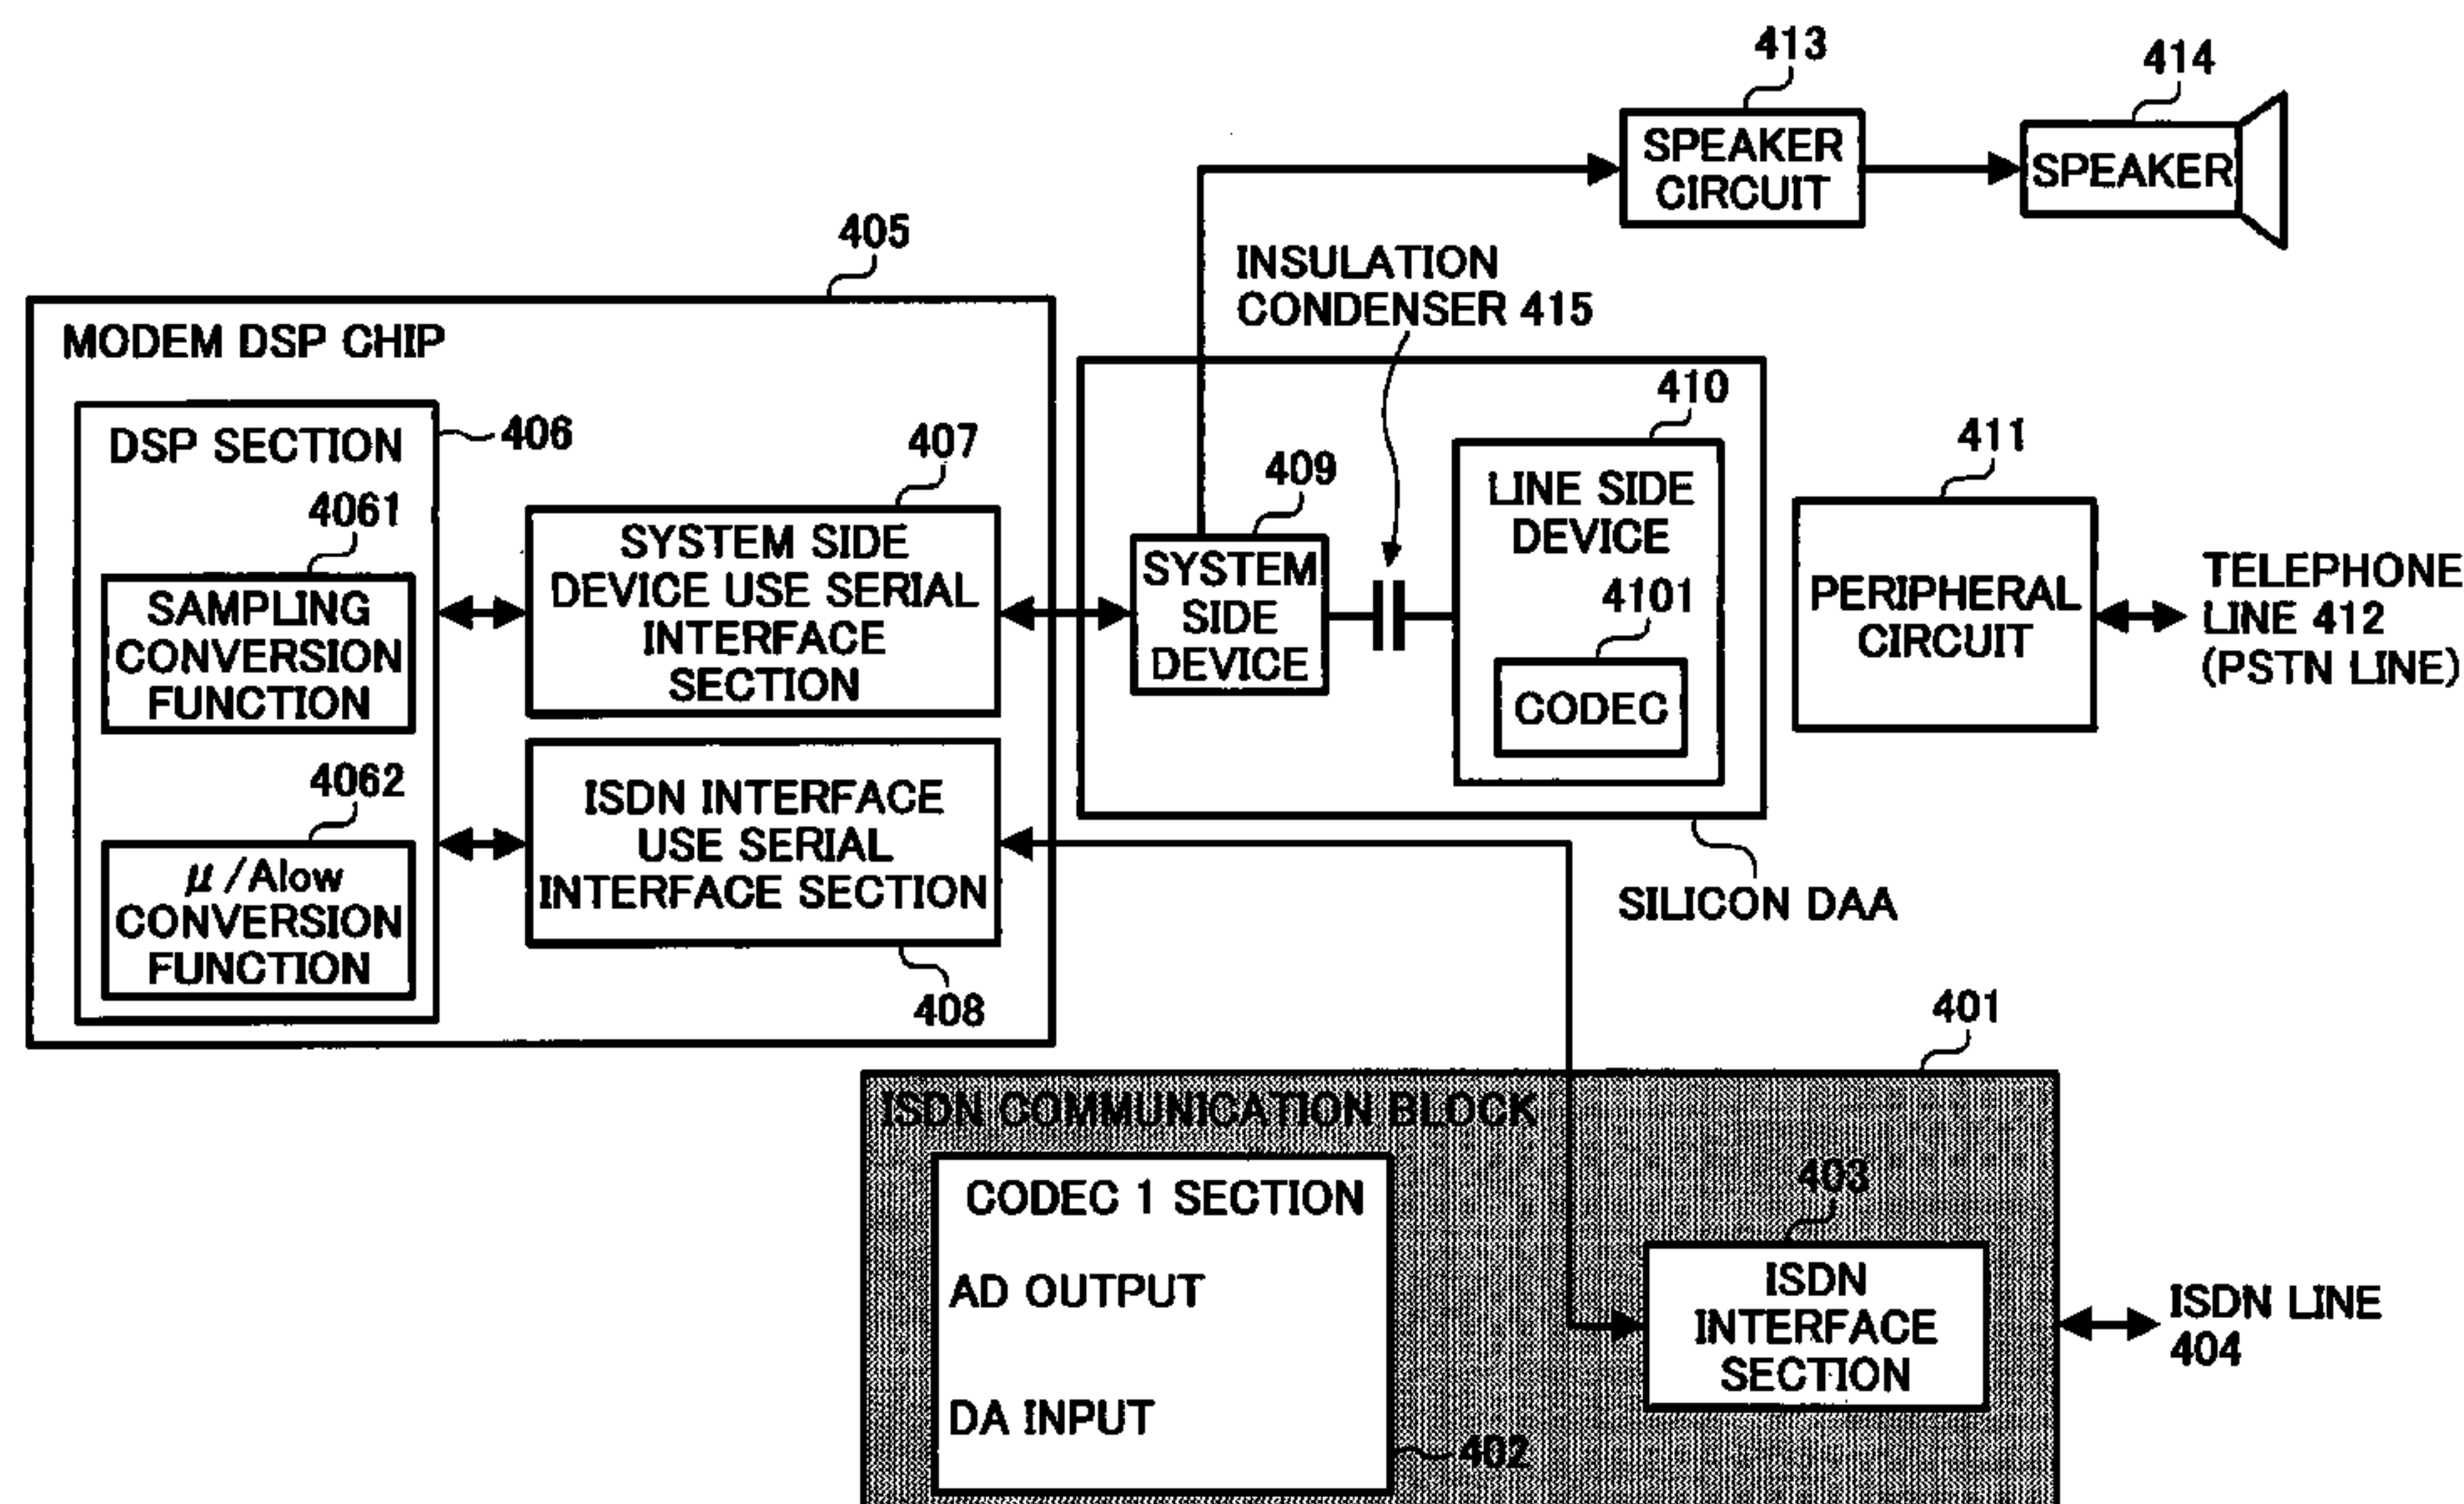 413
414
SPEAKER
CIRCUIT
SPEAKER
405
INSULATION
CONDENSER 415
MODEM DSP CHIP
410
DSP SECTION
406
407
409
411
LINE SIDE
DEVICE
4061
SYSTEM SIDE
DEVICE USE SERIAL
INTERFACE
SECTION
SYSTEM
SIDE
DEVICE
4101
CODEC
PERIPHERAL
CIRCUIT
TELEPHONE
LINE 412
(PSTN LINE)
SAMPLING
CONVERSION
FUNCTION
4062
ISDN INTERFACE
USE SERIAL
INTERFACE SECTION
μ/Alow
CONVERSION
FUNCTION
SILICON DAA
408
401
ISDN COMMUNICATION BLOCK
CODEC 1 SECTION
AD OUTPUT
DA INPUT
402
403
ISDN
INTERFACE
SECTION
ISDN LINE
404